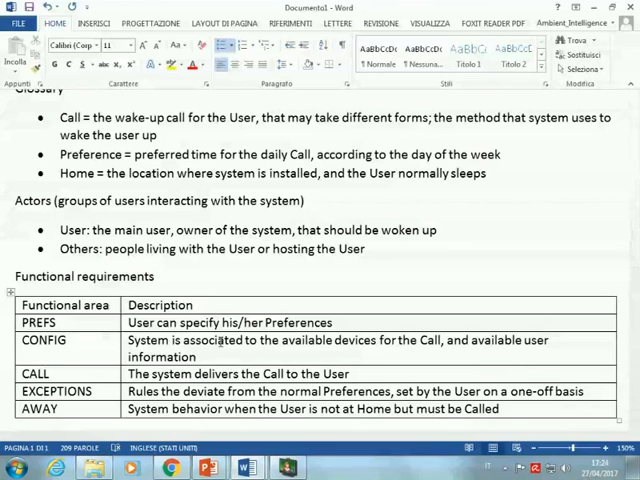 Documento1 - Word
FILE HOME INSERISCI PROGETTAZIONE LAYOUT DI PAGINA RIFERIMENTI LETTERE REVISIONE VISUALIZZA FOXIT READER PDF Ambient_Intelligence
Incolla
Calibri (Corp 11
G C S abc
AaBbCcDc AaBbCcDc AaBbC AaBbCcD
¶ Normale ¶ Nessuna... Titolo 1 Titolo 2
Trova
Sostituisci
Seleziona
Appunti Carattere Paragrafo Stili Modifica
Glossary
• Call = the wake-up call for the User, that may take different forms; the method that system uses to
wake the user up
• Preference = preferred time for the daily Call, according to the day of the week
• Home = the location where system is installed, and the User normally sleeps
Actors (groups of users interacting with the system)
• User: the main user, owner of the system, that should be woken up
• Others: people living with the User or hosting the User
Functional requirements
Functional area Description
PREFS User can specify his/her Preferences
CONFIG System is associated to the available devices for the Call, and available user
information
CALL The system delivers the Call to the User
EXCEPTIONS Rules the deviate from the normal Preferences, set by the User on a one-off basis
AWAY System behavior when the User is not at Home but must be Called
PAGINA 1 DI 1 209 PAROLE INGLESE (STATI UNITI) 150%
IT 17:24
27/04/2017